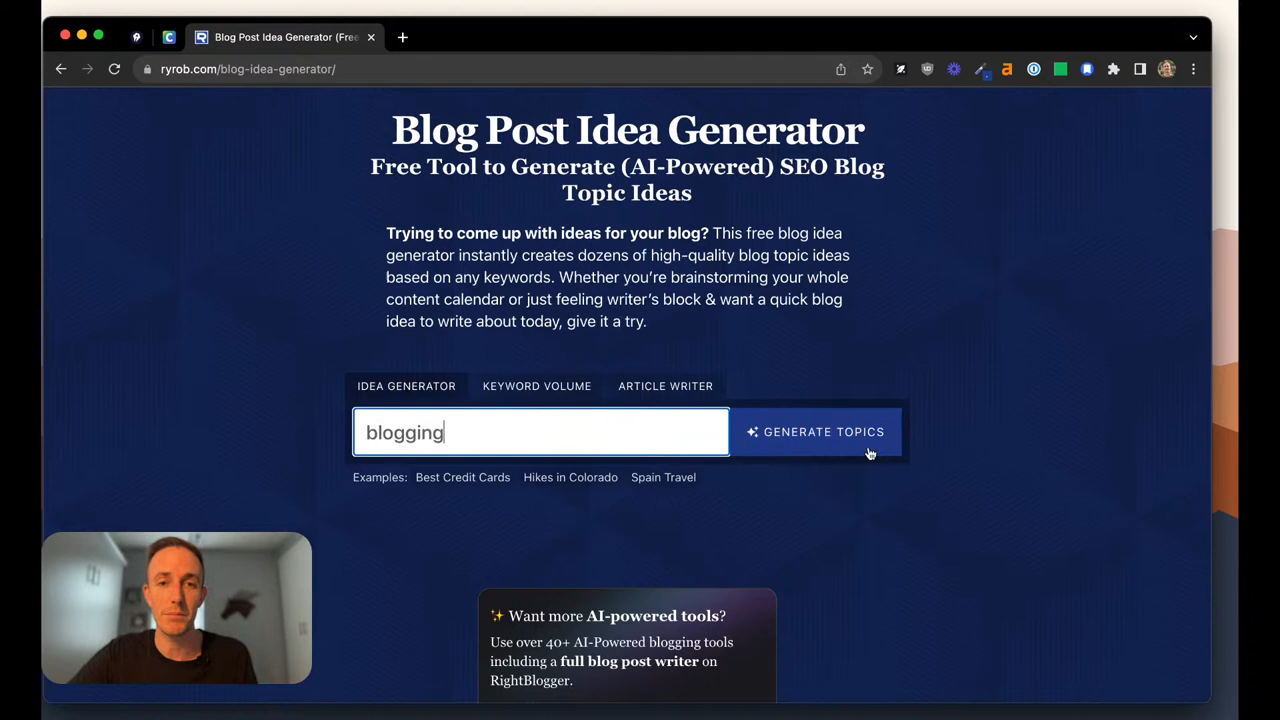 Blog Post Idea Generator (Free
ryrob.com/blog-idea-generator/
Blog Post Idea Generator
Free Tool to Generate (AI-Powered) SEO Blog
Topic Ideas
Trying to come up with ideas for your blog? This free blog idea
generator instantly creates dozens of high-quality blog topic ideas
based on any keywords. Whether you're brainstorming your whole
content calendar or just feeling writer's block & want a quick blog
idea to write about today, give it a try.
IDEA GENERATOR KEYWORD VOLUME ARTICLE WRITER
blogging GENERATE TOPICS
Examples: Best Credit Cards Hikes in Colorado Spain Travel
✨ Want more AI-powered tools?
Use over 40+ AI-Powered blogging tools
including a full blog post writer on
RightBlogger.